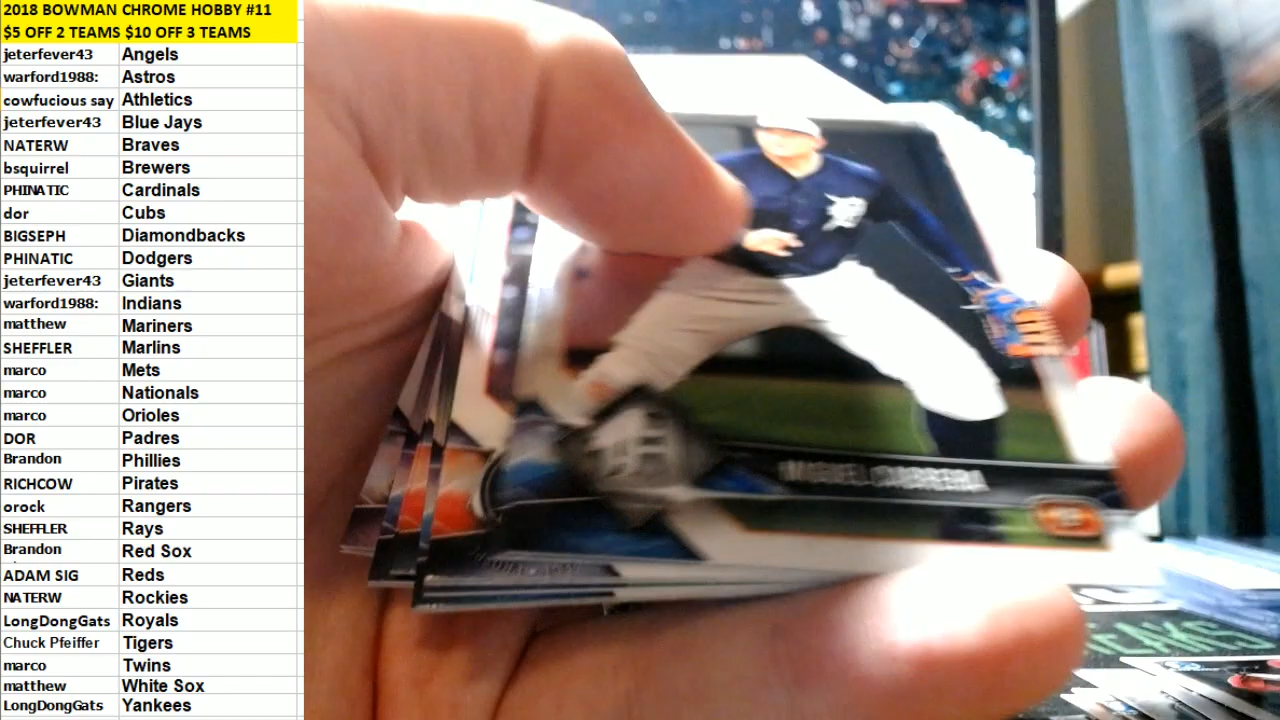 2018 BOWMAN CHROME HOBBY #11
$5 OFF 2 TEAMS $10 OFF 3 TEAMS
jeterfever43 Angels
warford1988: Astros
cowfucious say Athletics
jeterfever43 Blue Jays
NATERW Braves
bsquirrel Brewers
PHINATIC Cardinals
dor Cubs
BIGSEPH Diamondbacks
PHINATIC Dodgers
jeterfever43 Giants
warford1988: Indians
matthew Mariners
SHEFFLER Marlins
marco Mets
marco Nationals
marco Orioles
DOR Padres
Brandon Phillies
RICHCOW Pirates
orock Rangers
SHEFFLER Rays
Brandon Red Sox
ADAM SIG Reds
NATERW Rockies
LongDongGats Royals
Chuck Pfeiffer Tigers
marco Twins
matthew White Sox
LongDongGats Yankees
MIGUEL CABRERA